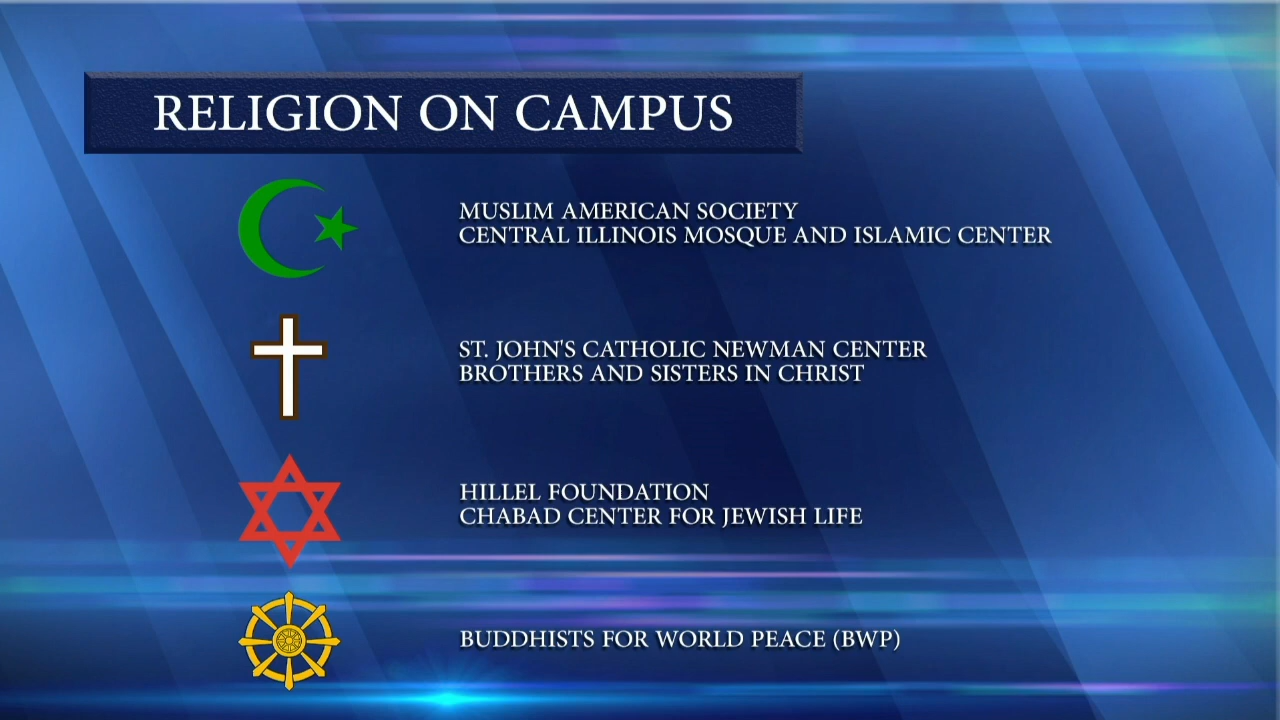 RELIGION ON CAMPUS
MUSLIM AMERICAN SOCIETY
CENTRAL ILLINOIS MOSQUE AND ISLAMIC CENTER
ST. JOHN'S CATHOLIC NEWMAN CENTER
BROTHERS AND SISTERS IN CHRIST
HILLEL FOUNDATION
CHABAD CENTER FOR JEWISH LIFE
BUDDHISTS FOR WORLD PEACE (BWP)